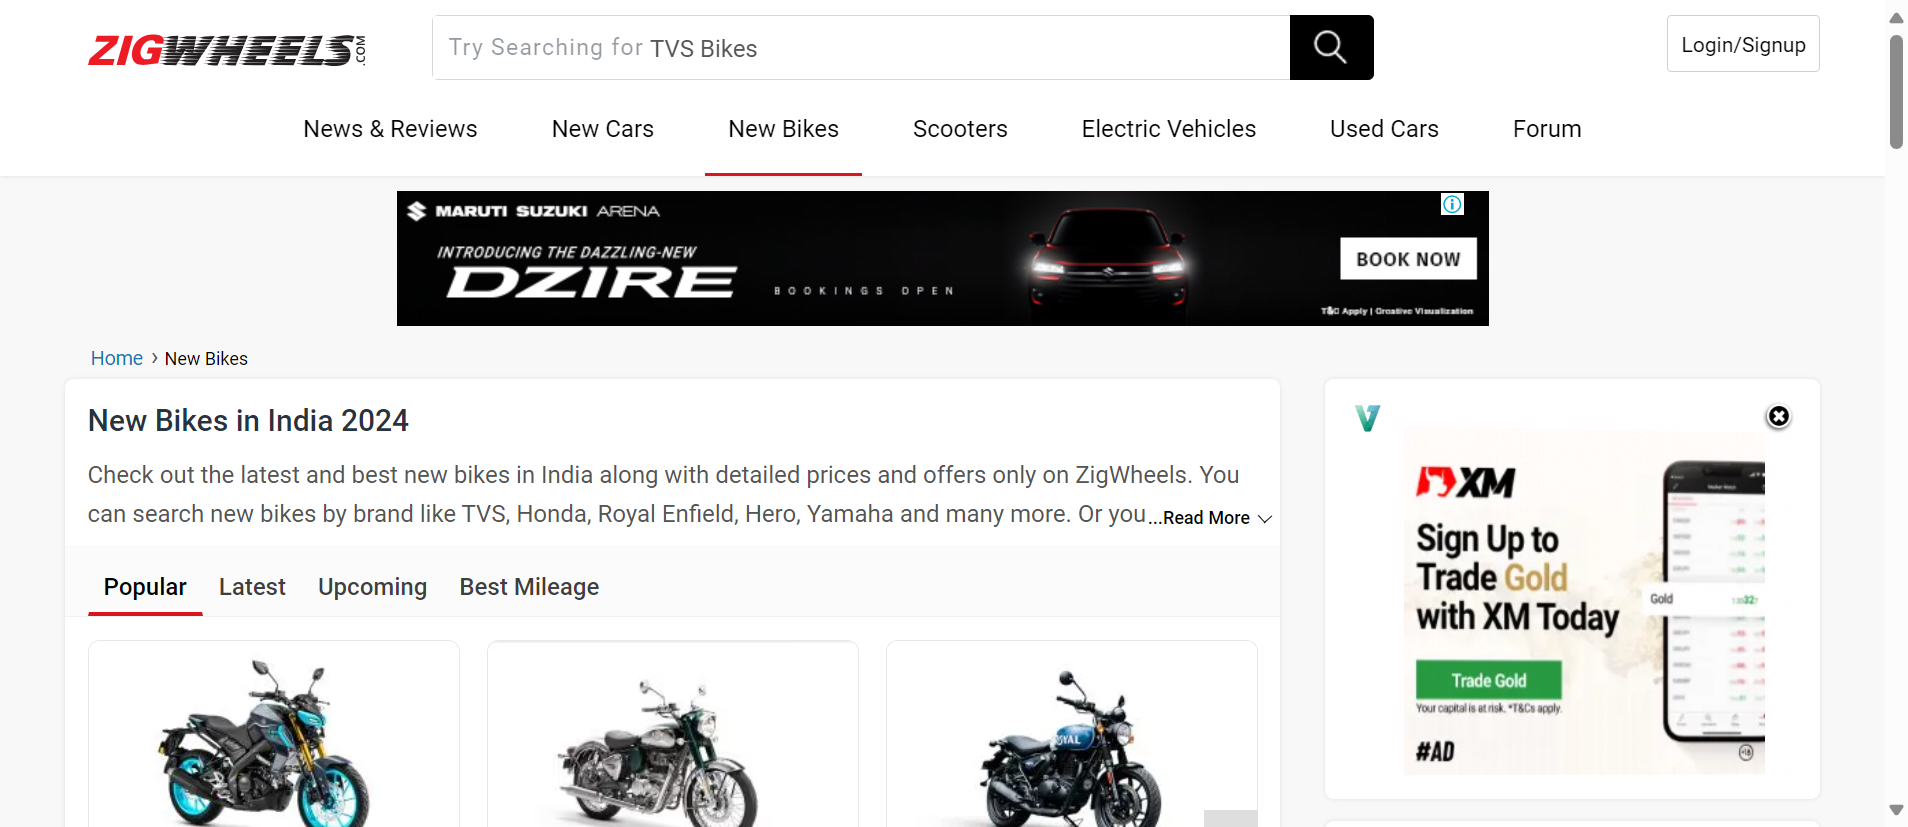 ZIGWHEELS.COM
Try Searching for TVS Bikes
Login/Signup
News & Reviews
New Cars
New Bikes
Scooters
Electric Vehicles
Used Cars
Forum
MARUTI SUZUKI ARENA
INTRODUCING THE DAZZLING-NEW
DZIRE
BOOKINGS OPEN
BOOK NOW
T&C Apply | Creative Visualization
Home › New Bikes
New Bikes in India 2024
Check out the latest and best new bikes in India along with detailed prices and offers only on ZigWheels. You
can search new bikes by brand like TVS, Honda, Royal Enfield, Hero, Yamaha and many more. Or you ...Read More
Popular
Latest
Upcoming
Best Mileage
ROYAL
XM
Sign Up to
Trade Gold
with XM Today
Gold
Trade Gold
Your capital is at risk. *T&Cs apply.
#AD
+18